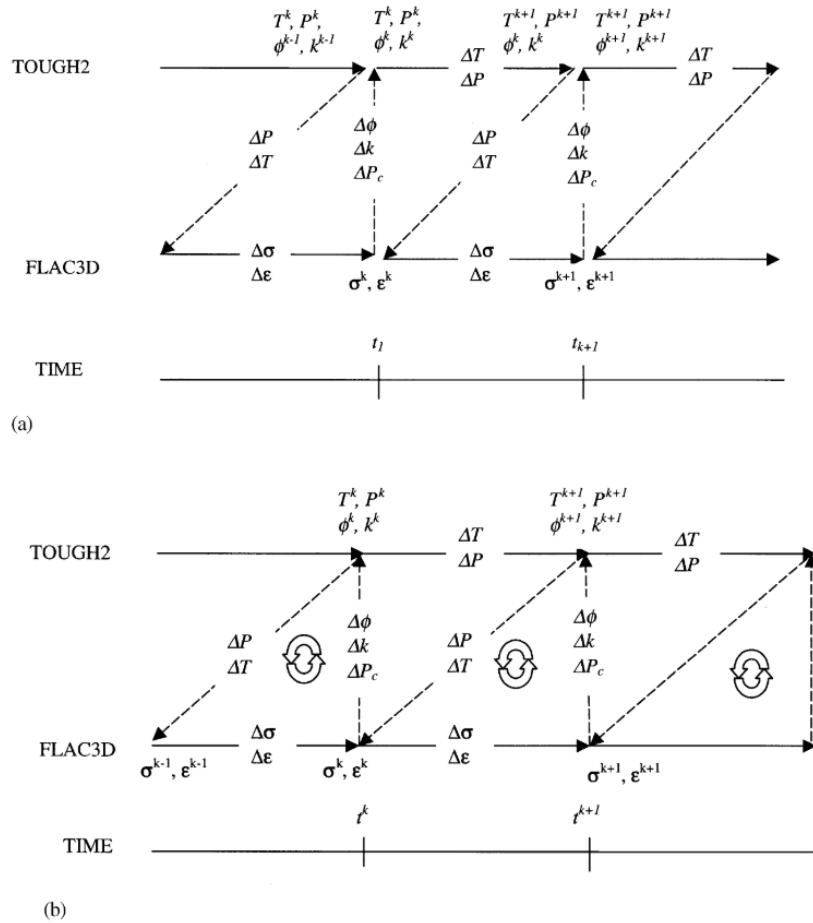 T^k, P^k, T^k, P^k, T^{k+1}, P^{k+1} T^{k+1}, P^{k+1}
ϕ^{k-1}, k^{k-1} ϕ^k, k^k ϕ^k, k^k ϕ^{k+1}, k^{k+1}
TOUGH2 ΔT ΔT
ΔP ΔP
ΔP Δϕ ΔP Δϕ
ΔT Δk ΔT Δk
ΔP_c ΔP_c
FLAC3D Δσ Δσ
Δε Δε
σ^k, ε^k σ^{k+1}, ε^{k+1}
TIME t_1 t_{k+1}
(a)
T^k, P^k T^{k+1}, P^{k+1}
ϕ^k, k^k ϕ^{k+1}, k^{k+1}
TOUGH2 ΔT ΔT
ΔP ΔP
ΔP Δϕ ΔP Δϕ
ΔT Δk ΔT Δk
ΔP_c ΔP_c
FLAC3D Δσ Δσ
Δε Δε
σ^{k-1}, ε^{k-1} σ^k, ε^k σ^{k+1}, ε^{k+1}
t^k t^{k+1}
TIME
(b)